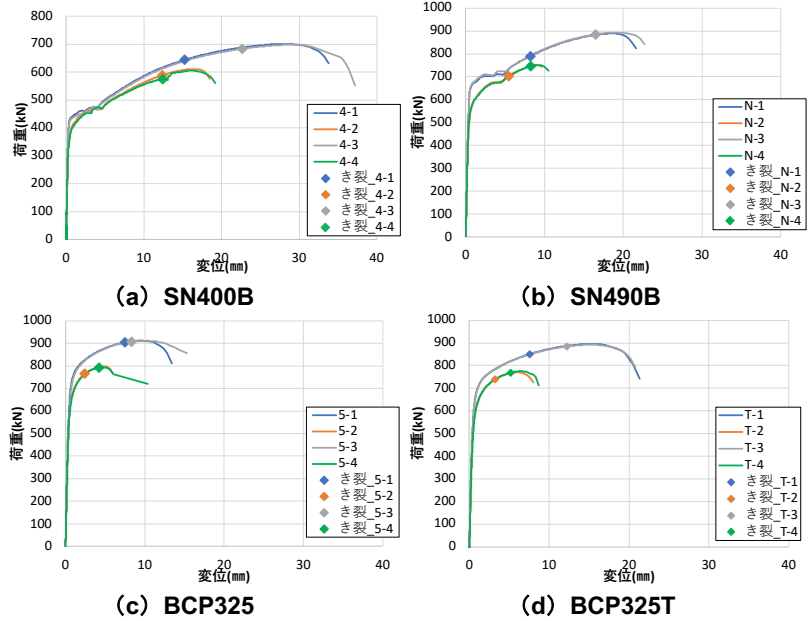 800
700
600
500
400
300
200
100
0
荷重(kN)
0 10 20 30 40
変位(㎜)
4-1
4-2
4-3
4-4
き裂_4-1
き裂_4-2
き裂_4-3
き裂_4-4
（a）SN400B
1000
900
800
700
600
500
400
300
200
100
0
荷重(kN)
0 10 20 30 40
変位(㎜)
N-1
N-2
N-3
N-4
き裂_N-1
き裂_N-2
き裂_N-3
き裂_N-4
（b）SN490B
1000
900
800
700
600
500
400
300
200
100
0
荷重(kN)
0 10 20 30 40
変位(㎜)
5-1
5-2
5-3
5-4
き裂_5-1
き裂_5-2
き裂_5-3
き裂_5-4
（c）BCP325
1000
900
800
700
600
500
400
300
200
100
0
荷重(kN)
0 10 20 30 40
変位(㎜)
T-1
T-2
T-3
T-4
き裂_T-1
き裂_T-2
き裂_T-3
き裂_T-4
（d）BCP325T